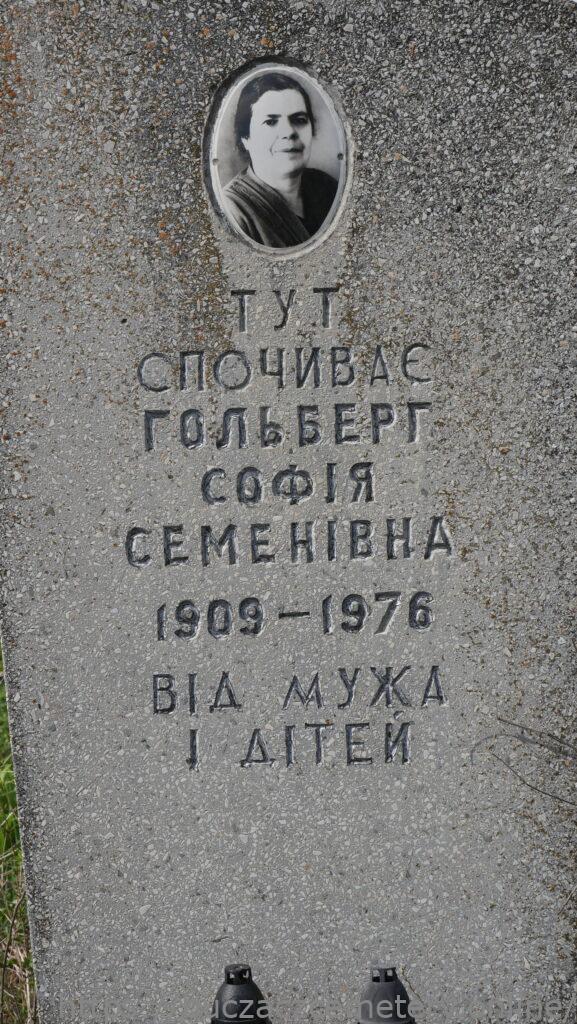 ТУТ
СПОЧИВАЄ
ГОЛЬБЕРГ
СОФІЯ
СЕМЕНІВНА
1909 – 1976
ВІД МУЖА
І ДІТЕЙ